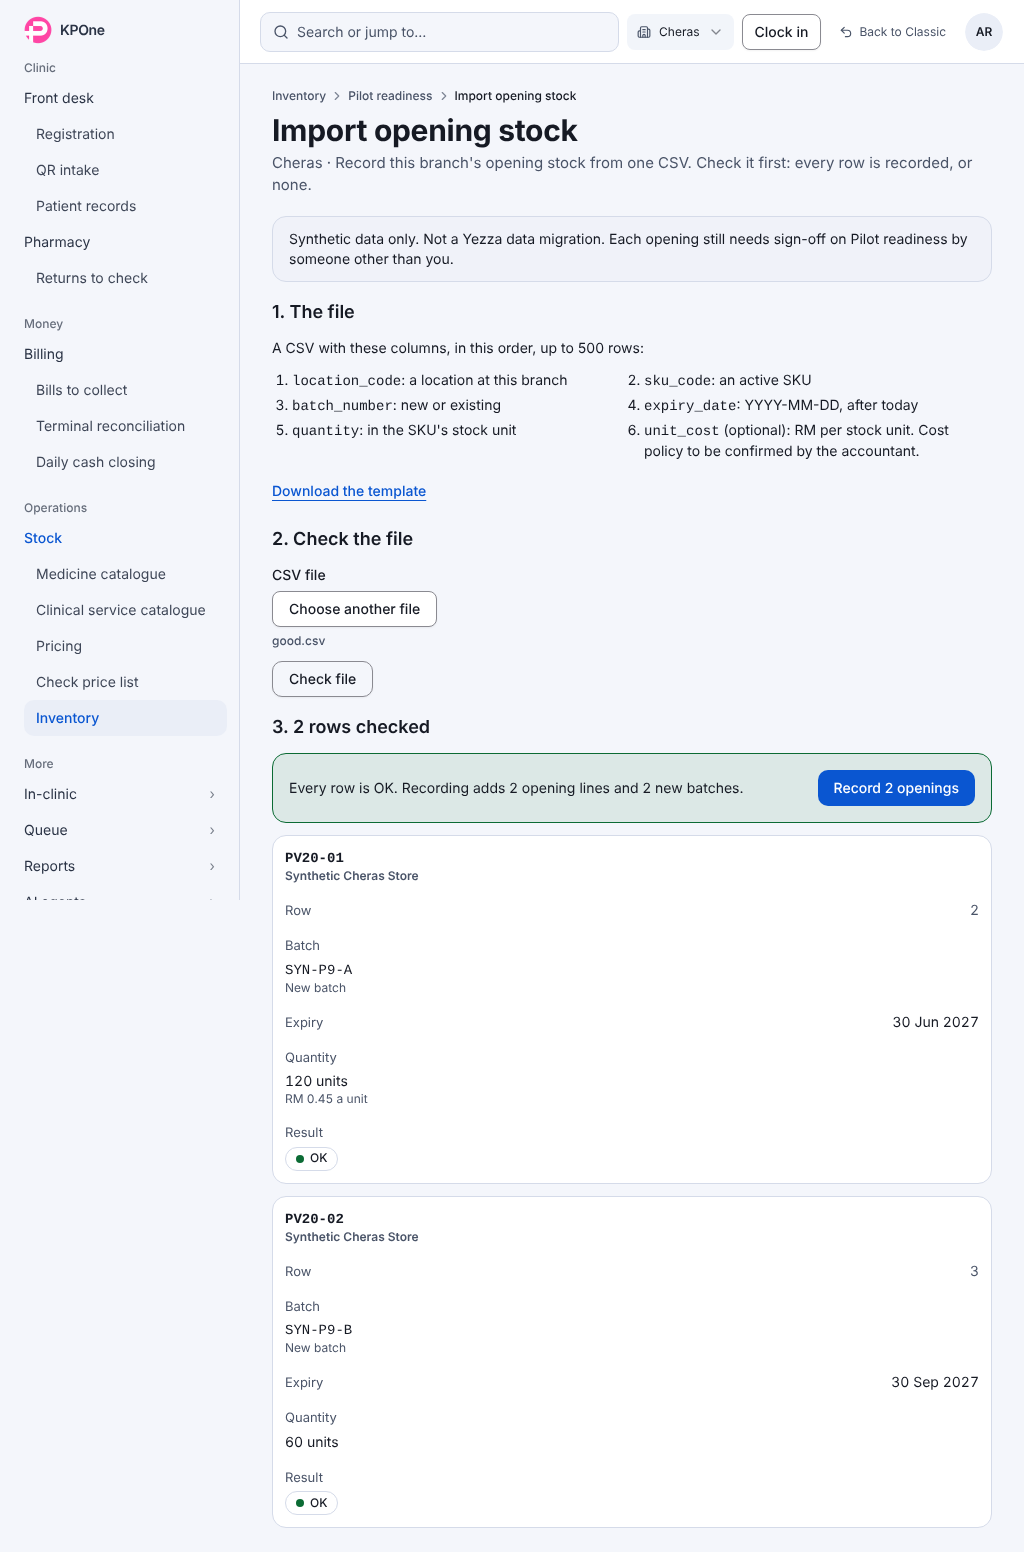 KPOne
Clinic
Front desk
Registration
QR intake
Patient records
Pharmacy
Returns to check
Money
Billing
Bills to collect
Terminal reconciliation
Daily cash closing
Operations
Stock
Medicine catalogue
Clinical service catalogue
Pricing
Check price list
Inventory
More
In-clinic
Queue
Reports
Search or jump to...
Cheras
Clock in
Back to Classic
AR
Inventory > Pilot readiness > Import opening stock
Import opening stock
Cheras · Record this branch's opening stock from one CSV. Check it first: every row is recorded, or
none.
Synthetic data only. Not a Yezza data migration. Each opening still needs sign-off on Pilot readiness by
someone other than you.
1. The file
A CSV with these columns, in this order, up to 500 rows:
1. location_code: a location at this branch
2. sku_code: an active SKU
3. batch_number: new or existing
4. expiry_date: YYYY-MM-DD, after today
5. quantity: in the SKU's stock unit
6. unit_cost (optional): RM per stock unit. Cost
policy to be confirmed by the accountant.
Download the template
2. Check the file
CSV file
Choose another file
good.csv
Check file
3. 2 rows checked
Every row is OK. Recording adds 2 opening lines and 2 new batches.
Record 2 openings
PV20-01
Synthetic Cheras Store
Row 2
Batch
SYN-P9-A
New batch
Expiry 30 Jun 2027
Quantity
120 units
RM 0.45 a unit
Result
OK
PV20-02
Synthetic Cheras Store
Row 3
Batch
SYN-P9-B
New batch
Expiry 30 Sep 2027
Quantity
60 units
Result
OK